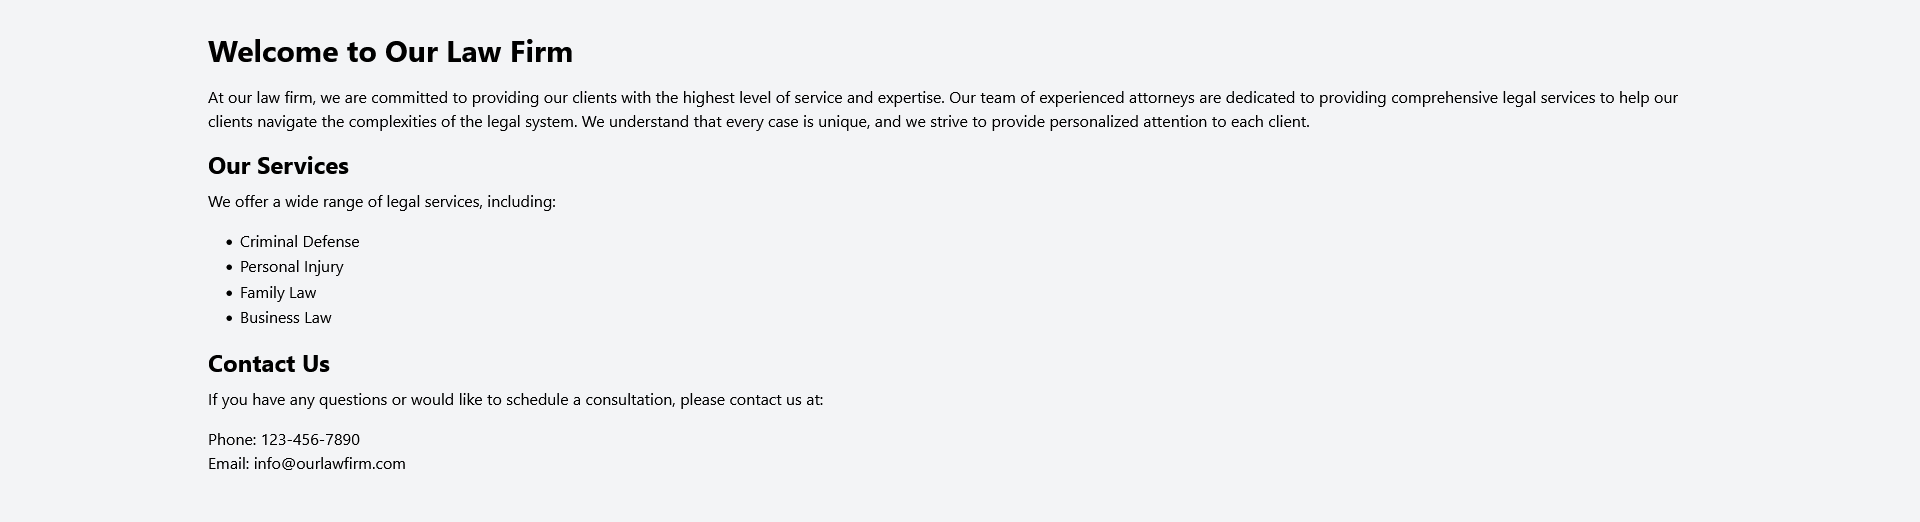 Welcome to Our Law Firm
At our law firm, we are committed to providing our clients with the highest level of service and expertise. Our team of experienced attorneys are dedicated to providing comprehensive legal services to help our
clients navigate the complexities of the legal system. We understand that every case is unique, and we strive to provide personalized attention to each client.
Our Services
We offer a wide range of legal services, including:
• Criminal Defense
• Personal Injury
• Family Law
• Business Law
Contact Us
If you have any questions or would like to schedule a consultation, please contact us at:
Phone: 123-456-7890
Email: info@ourlawfirm.com